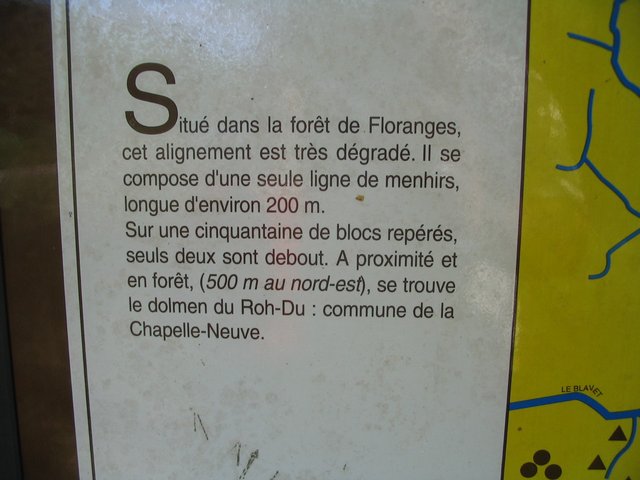 Situé dans la forêt de Floranges,
cet alignement est très dégradé. Il se
compose d'une seule ligne de menhirs,
longue d'environ 200 m.
Sur une cinquantaine de blocs repérés,
seuls deux sont debout. A proximité et
en forêt, (500 m au nord-est), se trouve
le dolmen du Roh-Du : commune de la
Chapelle-Neuve.
LE BLAVET